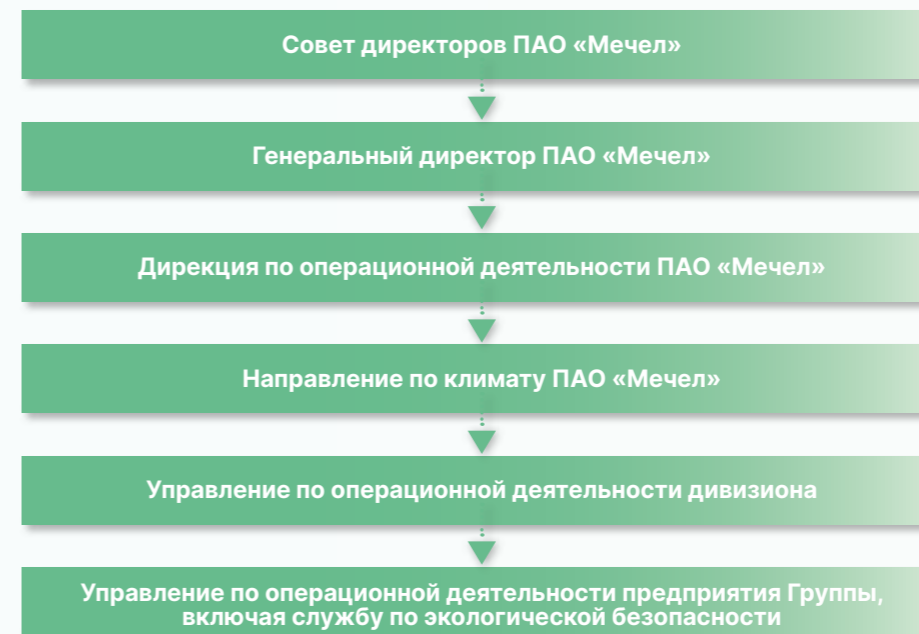 Совет директоров ПАО «Мечел»
Генеральный директор ПАО «Мечел»
Дирекция по операционной деятельности ПАО «Мечел»
Направление по климату ПАО «Мечел»
Управление по операционной деятельности дивизиона
Управление по операционной деятельности предприятия Группы,
включая службу по экологической безопасности